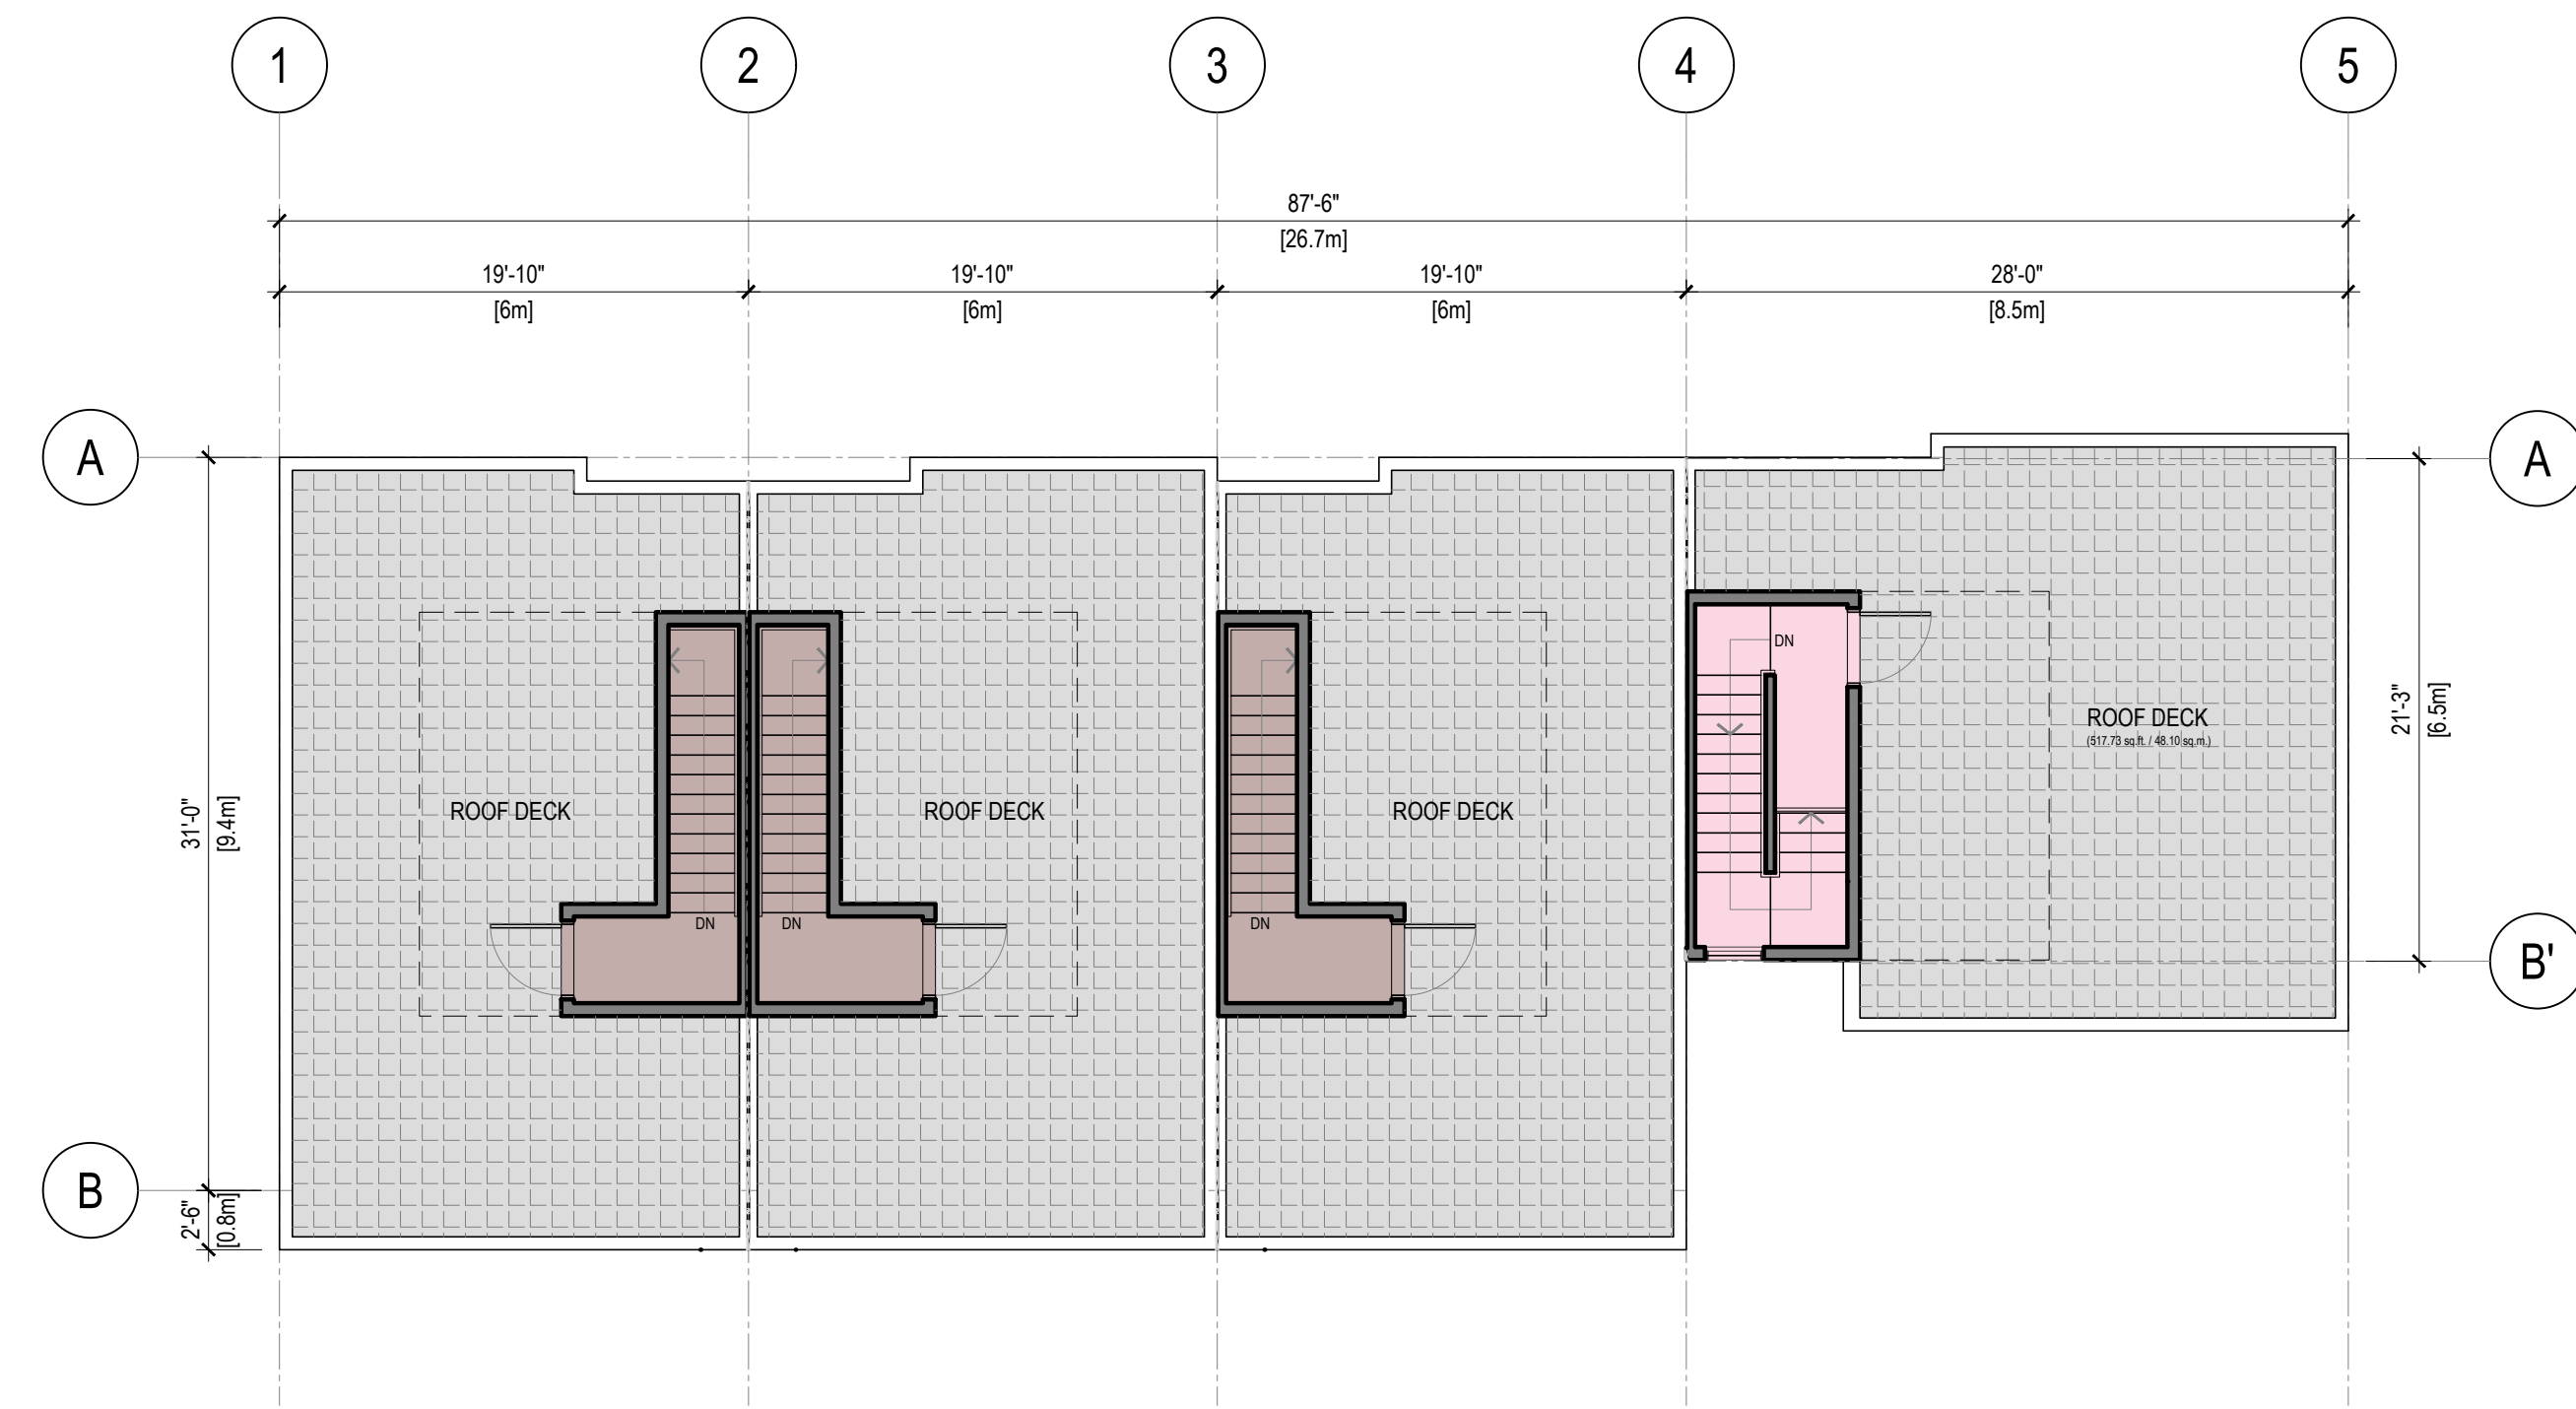 1 2 3 4 5
87'-6"
[26.7m]
19'-10" 19'-10" 19'-10" 28'-0"
[6m] [6m] [6m] [8.5m]
A A
DN
21'-3"
[6.5m]
ROOF DECK
(517.73 sq.ft. / 48.10 sq.m.)
31'-0"
[9.4m]
ROOF DECK ROOF DECK ROOF DECK
DN DN DN
B'
B
2'-6"
[0.8m]